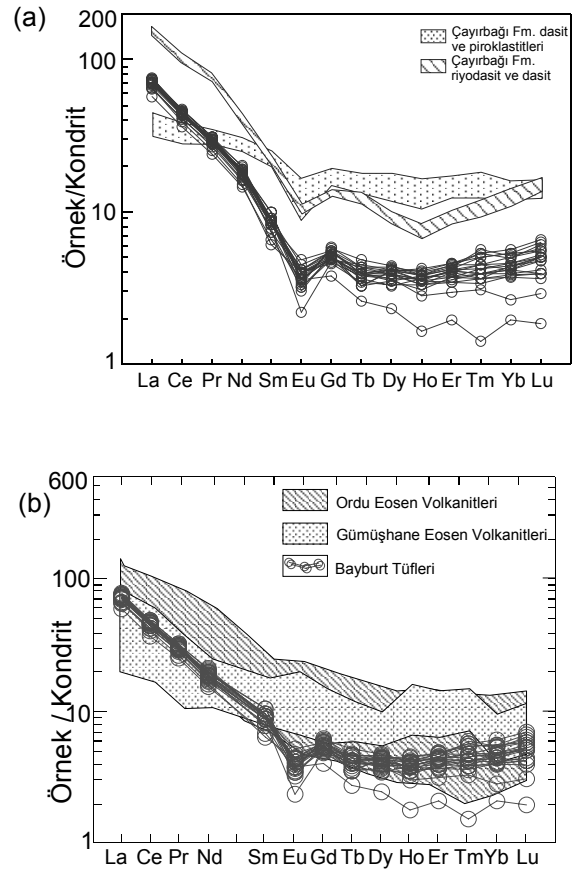 (a)
200
100
10
1
Örnek/Kondrit
Çayırbağı Fm. dasit
ve piroklastitleri
Çayırbağı Fm.
riyodasit ve dasit
La Ce Pr Nd Sm Eu Gd Tb Dy Ho Er Tm Yb Lu
(b)
600
100
10
1
Örnek / Kondrit
Ordu Eosen Volkanitleri
Gümüşhane Eosen Volkanitleri
Bayburt Tüfleri
La Ce Pr Nd Sm Eu Gd Tb Dy Ho Er Tm Yb Lu